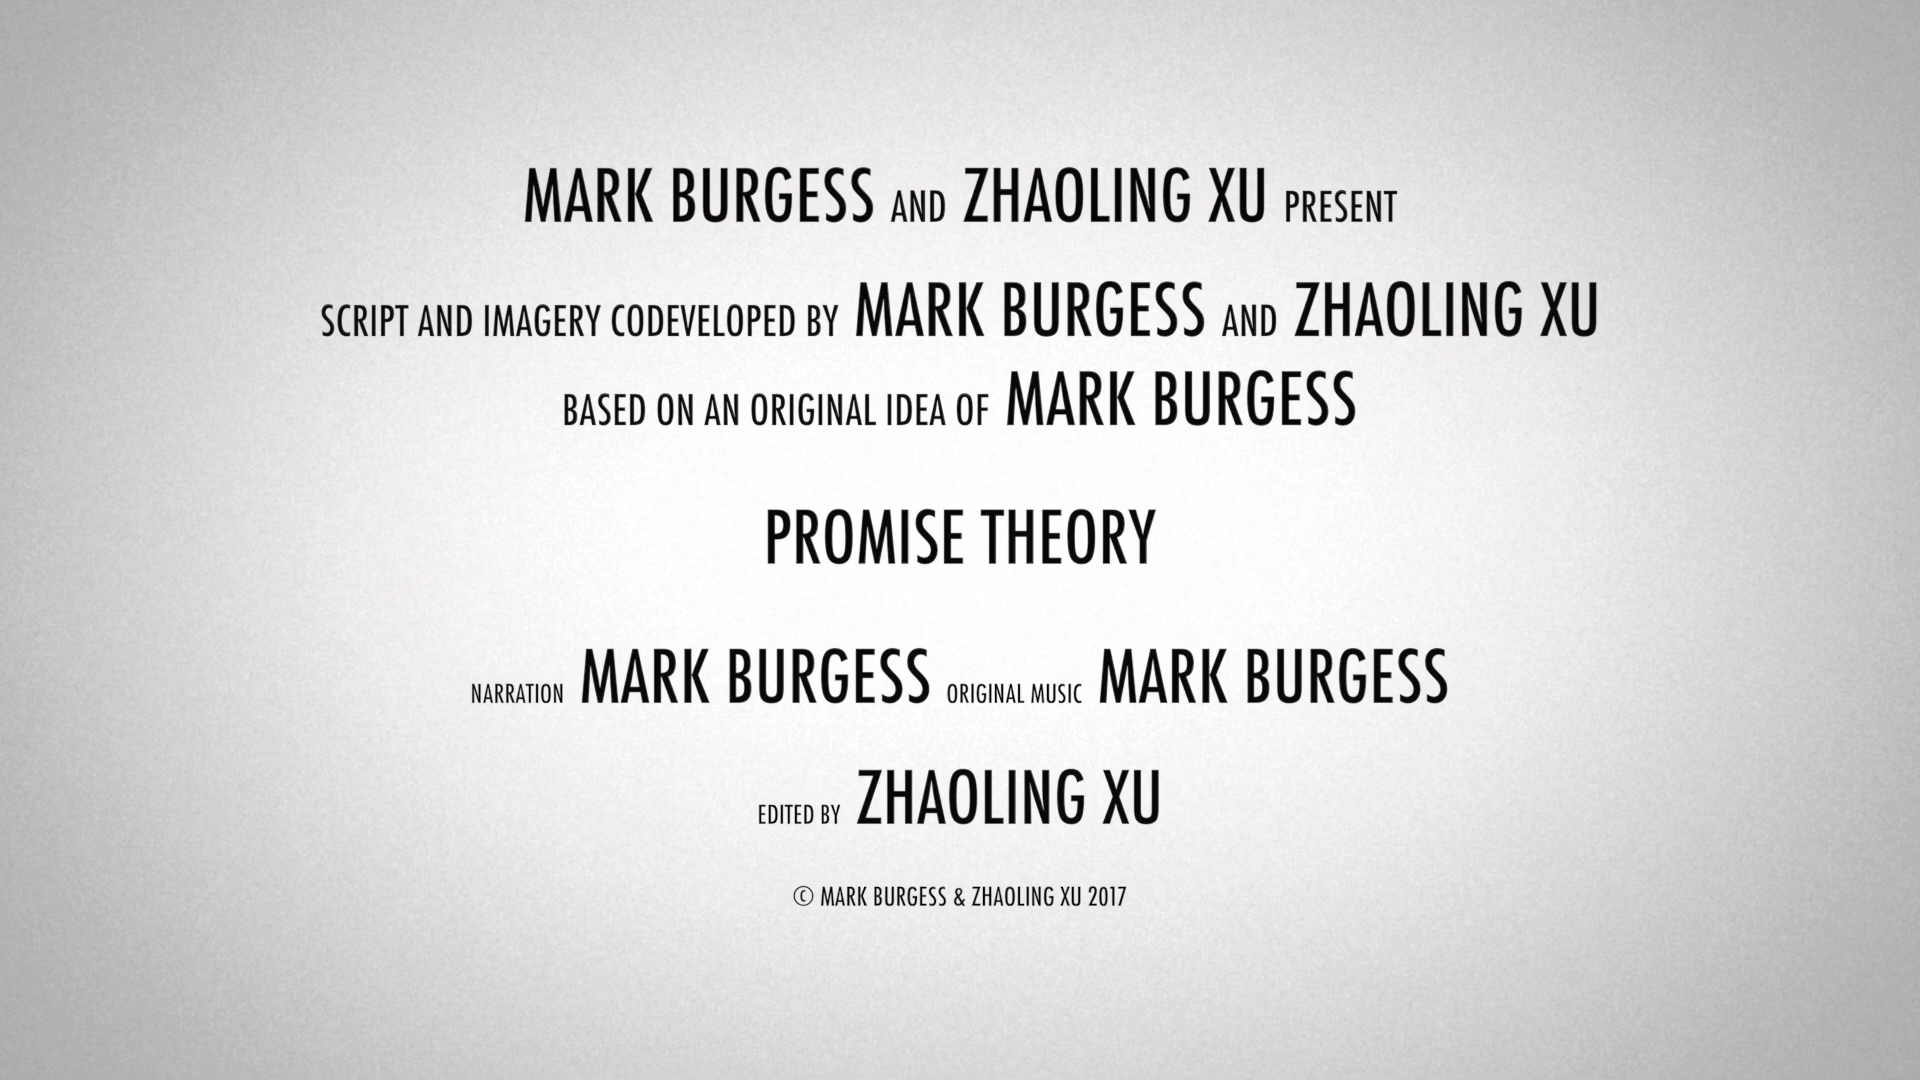 MARK BURGESS AND ZHAOLING XU PRESENT
SCRIPT AND IMAGERY CODEVELOPED BY MARK BURGESS AND ZHAOLING XU
BASED ON AN ORIGINAL IDEA OF MARK BURGESS
PROMISE THEORY
NARRATION MARK BURGESS ORIGINAL MUSIC MARK BURGESS
EDITED BY ZHAOLING XU
© MARK BURGESS & ZHAOLING XU 2017